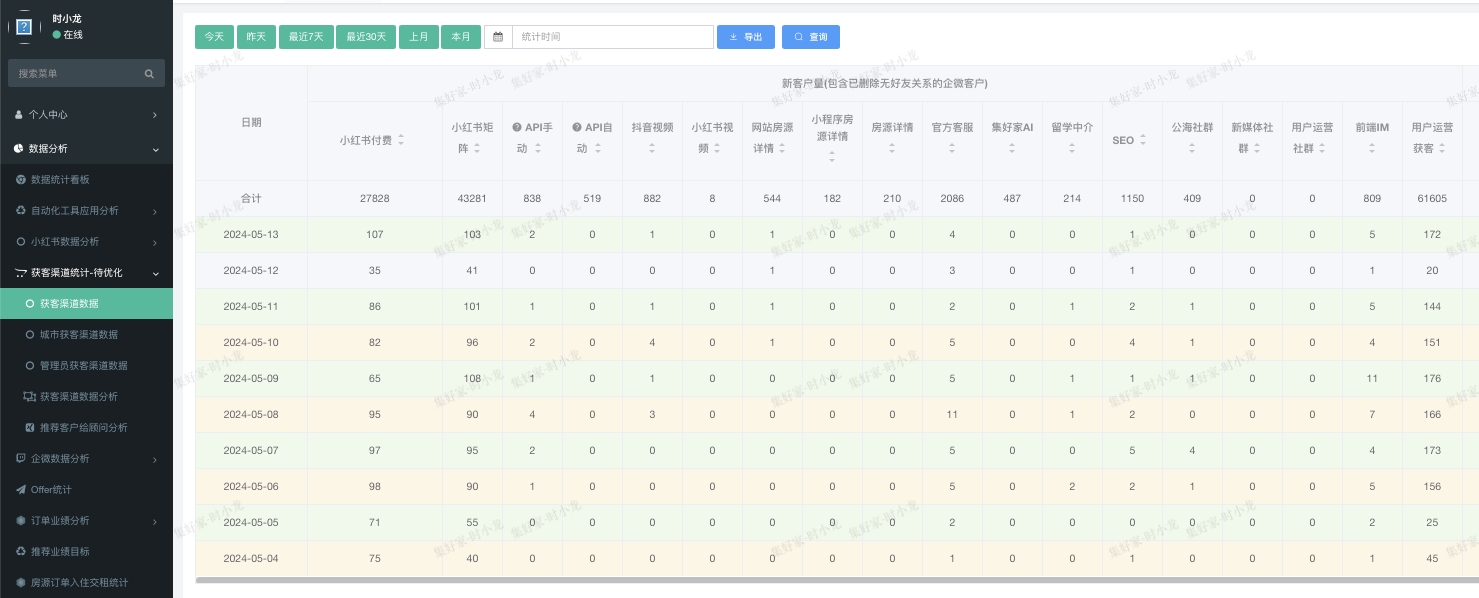 时小龙
在线
搜索菜单
个人中心
数据分析
数据统计看板
自动化工具应用分析
小红书数据分析
获客渠道统计-待优化
获客渠道数据
城市获客渠道数据
管理员获客渠道数据
获客渠道数据分析
推荐客户给顾问分析
企微数据分析
Offer统计
订单业绩分析
推荐业绩目标
房源订单入住交租统计
今天 昨天 最近7天 最近30天 上月 本月 统计时间 导出 查询
新客户量(包含已删除无好友关系的企微客户)
日期 小红书付费 小红书矩阵 API手动 API自动 抖音视频 小红书视频 网站房源详情 小程序房源详情 房源详情 官方客服 集好家AI 留学中介 SEO 公海社群 新媒体社群 用户运营社群 前端IM 用户运营获客
合计 27828 43281 838 519 882 8 544 182 210 2086 487 214 1150 409 0 0 809 61605
2024-05-13 107 103 2 0 1 0 1 0 0 4 0 0 1 0 0 0 5 172
2024-05-12 35 41 0 0 0 0 1 0 0 3 0 0 1 0 0 0 1 20
2024-05-11 86 101 1 0 1 0 1 0 0 2 0 1 2 1 0 0 5 144
2024-05-10 82 96 2 0 4 0 1 0 0 5 0 0 4 1 0 0 4 151
2024-05-09 65 108 1 0 1 0 0 0 0 5 0 1 1 1 0 0 11 176
2024-05-08 95 90 4 0 3 0 0 0 0 11 0 1 2 0 0 0 7 166
2024-05-07 97 95 2 0 0 0 0 0 0 5 0 0 5 4 0 0 4 173
2024-05-06 98 90 1 0 0 0 0 0 0 5 0 2 2 1 0 0 5 156
2024-05-05 71 55 0 0 0 0 0 0 0 2 0 0 0 0 0 0 2 25
2024-05-04 75 40 0 0 0 0 0 0 0 1 0 0 1 0 0 0 1 45
集好家-时小龙